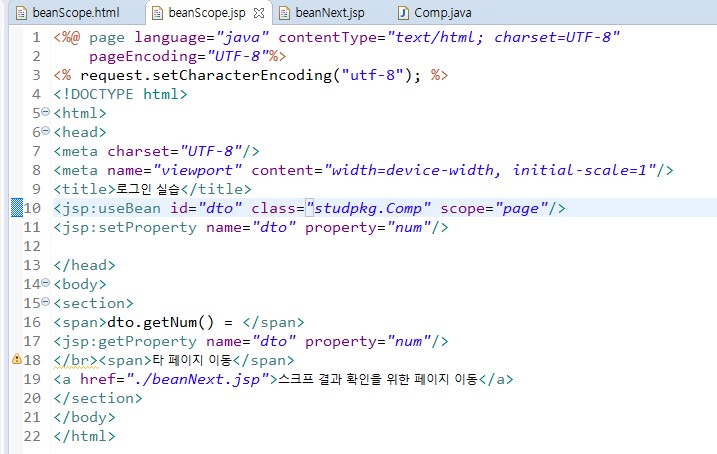 beanScope.html beanScope.jsp beanNext.jsp Comp.java
1 <%@ page language="java" contentType="text/html; charset=UTF-8"
2 pageEncoding="UTF-8"%>
3 <% request.setCharacterEncoding("utf-8"); %>
4 <!DOCTYPE html>
5 <html>
6 <head>
7 <meta charset="UTF-8"/>
8 <meta name="viewport" content="width=device-width, initial-scale=1"/>
9 <title>로그인 실습</title>
10 <jsp:useBean id="dto" class="studpkg.Comp" scope="page"/>
11 <jsp:setProperty name="dto" property="num"/>
12
13 </head>
14 <body>
15 <section>
16 <span>dto.getNum() = </span>
17 <jsp:getProperty name="dto" property="num"/>
18 </br><span>타 페이지 이동</span>
19 <a href="./beanNext.jsp">스크프 결과 확인을 위한 페이지 이동</a>
20 </section>
21 </body>
22 </html>